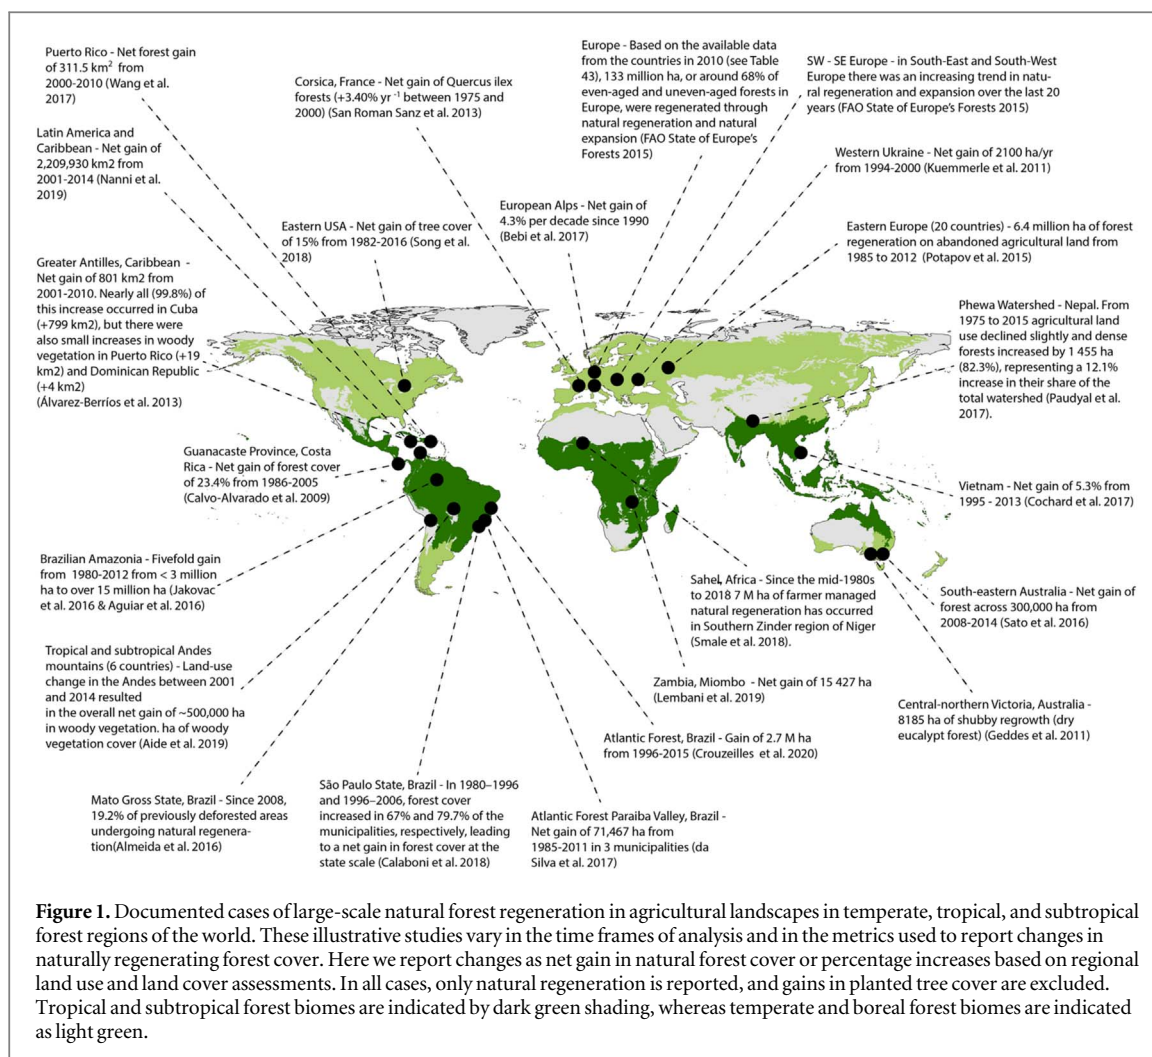 Puerto Rico - Net forest gain
of 311.5 km² from
2000-2010 (Wang et al.
2017)
Latin America and
Caribbean - Net gain of
2,209,930 km2 from
2001-2014 (Nanni et al.
2019)
Greater Antilles, Caribbean -
Net gain of 801 km2 from
2001-2010. Nearly all (99.8%) of
this increase occurred in Cuba
(+799 km2), but there were
also small increases in woody
vegetation in Puerto Rico (+19
km2) and Dominican Republic
(+4 km2)
(Álvarez-Berríos et al. 2013)
Corsica, France - Net gain of Quercus ilex
forests (+3.40% yr ⁻¹ between 1975 and
2000) (San Roman Sanz et al. 2013)
Eastern USA - Net gain of tree cover
of 15% from 1982-2016 (Song et al.
2018)
European Alps - Net gain of
4.3% per decade since 1990
(Bebi et al. 2017)
Europe - Based on the available data
from the countries in 2010 (see Table
43), 133 million ha, or around 68% of
even-aged and uneven-aged forests in
Europe, were regenerated through
natural regeneration and natural
expansion (FAO State of Europe's
Forests 2015)
SW - SE Europe - in South-East and South-West
Europe there was an increasing trend in natu-
ral regeneration and expansion over the last 20
years (FAO State of Europe's Forests 2015)
Western Ukraine - Net gain of 2100 ha/yr
from 1994-2000 (Kuemmerle et al. 2011)
Eastern Europe (20 countries) - 6.4 million ha of forest
regeneration on abandoned agricultural land from
1985 to 2012 (Potapov et al. 2015)
Phewa Watershed - Nepal. From
1975 to 2015 agricultural land
use declined slightly and dense
forests increased by 1 455 ha
(82.3%), representing a 12.1%
increase in their share of the
total watershed (Paudyal et al.
2017).
Guanacaste Province, Costa
Rica - Net gain of forest cover
of 23.4% from 1986-2005
(Calvo-Alvarado et al. 2009)
Vietnam - Net gain of 5.3% from
1995 - 2013 (Cochard et al. 2017)
Brazilian Amazonia - Fivefold gain
from 1980-2012 from < 3 million
ha to over 15 million ha (Jakovac
et al. 2016 & Aguiar et al. 2016)
Sahel, Africa - Since the mid-1980s
to 2018 7 M ha of farmer managed
natural regeneration has occurred
in Southern Zinder region of Niger
(Smale et al. 2018).
South-eastern Australia - Net gain of
forest across 300,000 ha from
2008-2014 (Sato et al. 2016)
Tropical and subtropical Andes
mountains (6 countries) - Land-use
change in the Andes between 2001
and 2014 resulted
in the overall net gain of ~500,000 ha
in woody vegetation. ha of woody
vegetation cover (Aide et al. 2019)
Zambia, Miombo - Net gain of 15 427 ha
(Lembani et al. 2019)
Central-northern Victoria, Australia -
8185 ha of shubby regrowth (dry
eucalypt forest) (Geddes et al. 2011)
Atlantic Forest, Brazil - Gain of 2.7 M ha
from 1996-2015 (Crouzeilles et al. 2020)
Mato Gross State, Brazil - Since 2008,
19.2% of previously deforested areas
undergoing natural regenera-
tion(Almeida et al. 2016)
São Paulo State, Brazil - In 1980–1996
and 1996–2006, forest cover
increased in 67% and 79.7% of the
municipalities, respectively, leading
to a net gain in forest cover at the
state scale (Calaboni et al. 2018)
Atlantic Forest Paraiba Valley, Brazil -
Net gain of 71,467 ha from
1985-2011 in 3 municipalities (da
Silva et al. 2017)
Figure 1. Documented cases of large-scale natural forest regeneration in agricultural landscapes in temperate, tropical, and subtropical
forest regions of the world. These illustrative studies vary in the time frames of analysis and in the metrics used to report changes in
naturally regenerating forest cover. Here we report changes as net gain in natural forest cover or percentage increases based on regional
land use and land cover assessments. In all cases, only natural regeneration is reported, and gains in planted tree cover are excluded.
Tropical and subtropical forest biomes are indicated by dark green shading, whereas temperate and boreal forest biomes are indicated
as light green.